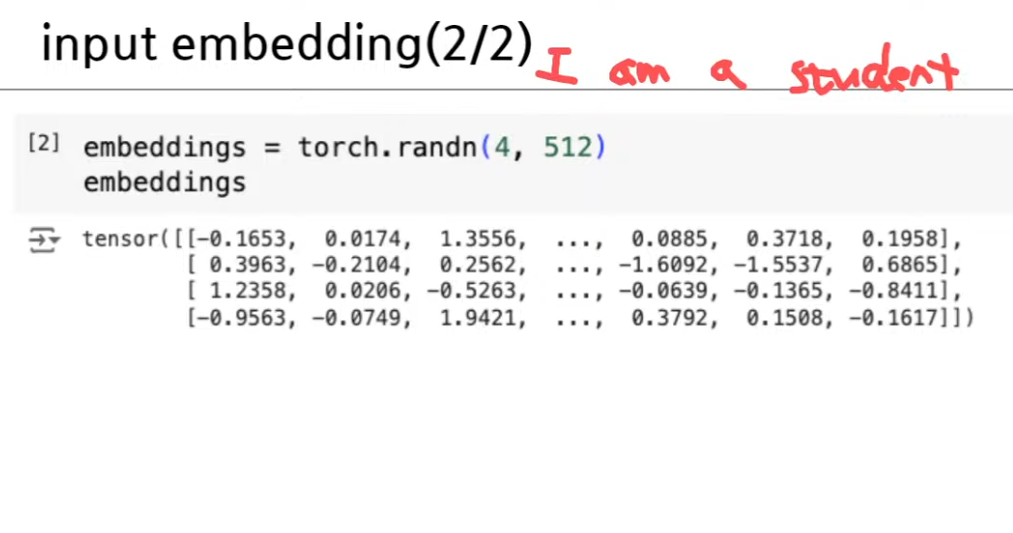 input embedding(2/2) I am a student
[2] embeddings = torch.randn(4, 512)
embeddings
tensor([[-0.1653, 0.0174, 1.3556, ..., 0.0885, 0.3718, 0.1958],
[ 0.3963, -0.2104, 0.2562, ..., -1.6092, -1.5537, 0.6865],
[ 1.2358, 0.0206, -0.5263, ..., -0.0639, -0.1365, -0.8411],
[-0.9563, -0.0749, 1.9421, ..., 0.3792, 0.1508, -0.1617]])